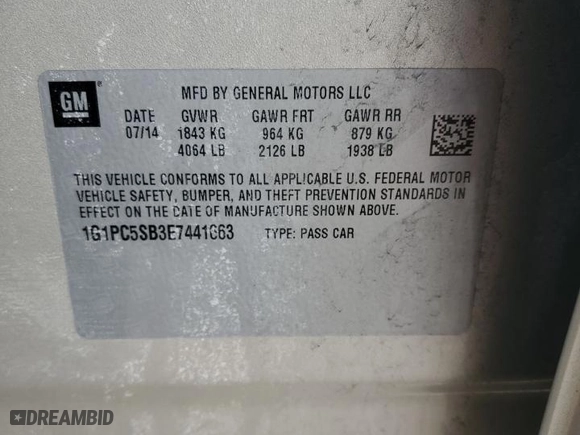 GM
MFD BY GENERAL MOTORS LLC
DATE GVWR GAWR FRT GAWR RR
07/14 1843 KG 964 KG 879 KG
4064 LB 2126 LB 1938 LB
THIS VEHICLE CONFORMS TO ALL APPLICABLE U.S. FEDERAL MOTOR
VEHICLE SAFETY, BUMPER, AND THEFT PREVENTION STANDARDS IN
EFFECT ON THE DATE OF MANUFACTURE SHOWN ABOVE.
1G1PC5SB3E7441663 TYPE: PASS CAR
DREAMBID